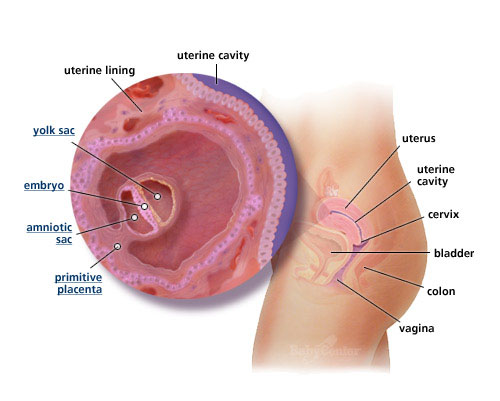 uterine cavity
uterine lining
yolk sac
embryo
amniotic
sac
primitive
placenta
uterus
uterine
cavity
cervix
bladder
colon
vagina
BabyCenter